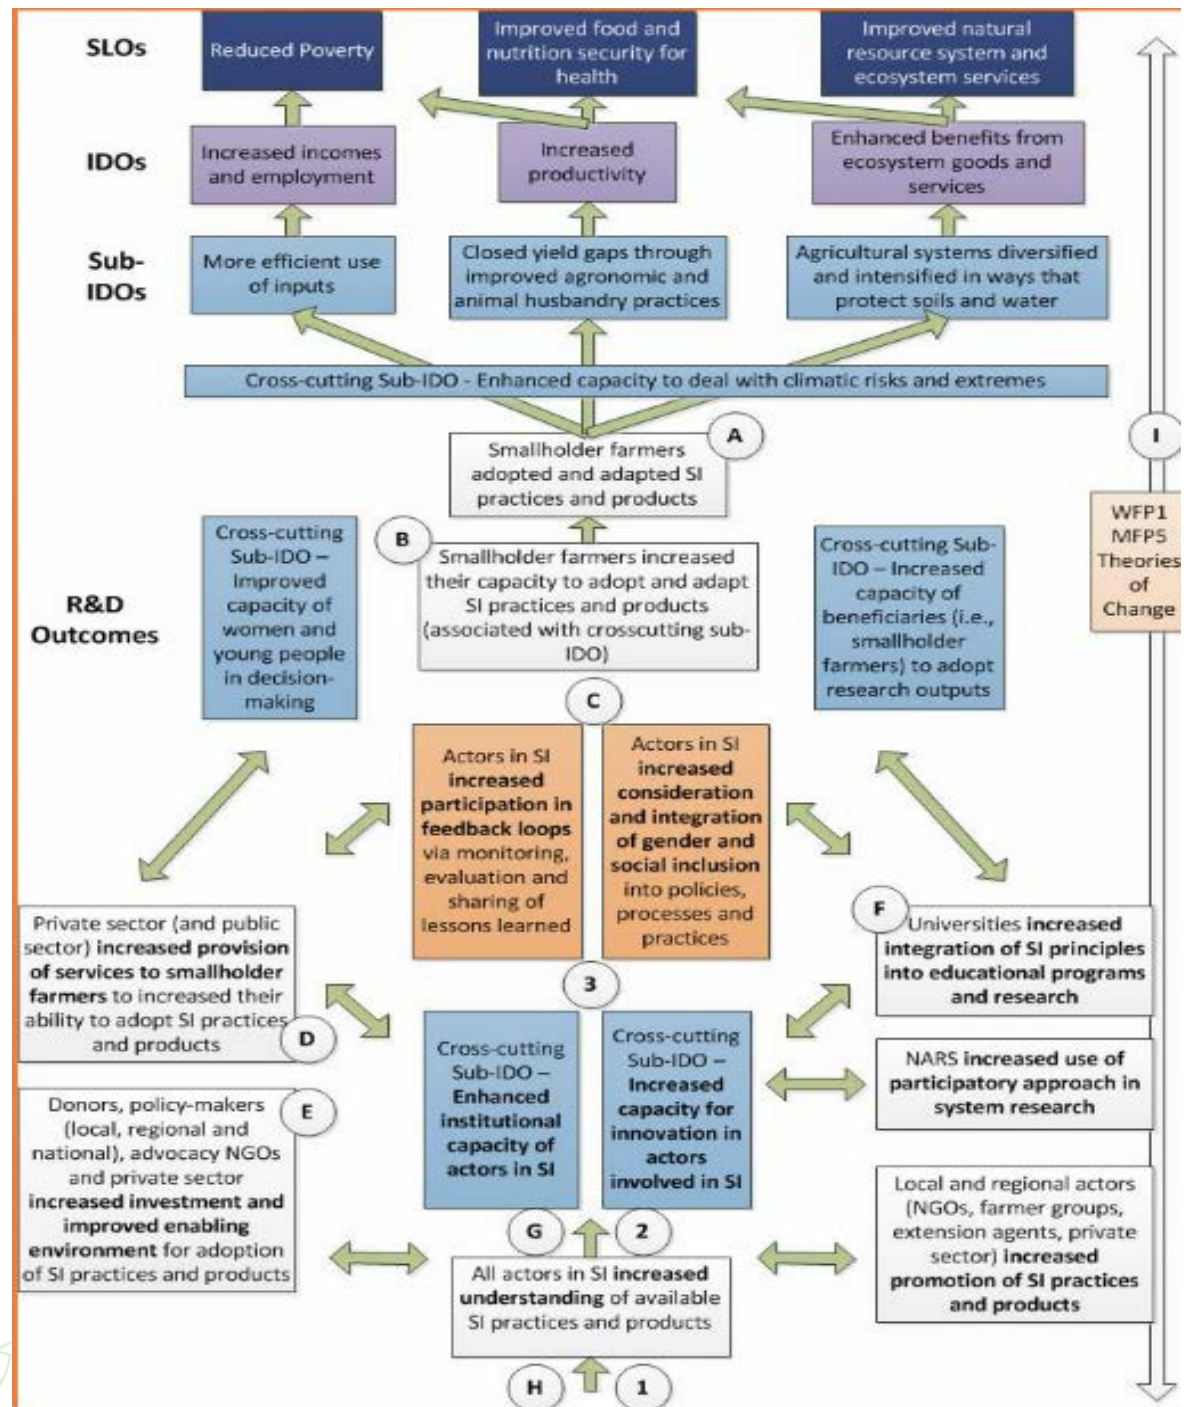 SLOs
Reduced Poverty
Improved food and
nutrition security for
health
Improved natural
resource system and
ecosystem services
IDOs
Increased incomes
and employment
Increased
productivity
Enhanced benefits from
ecosystem goods and
services
Sub-
IDOs
More efficient use
of inputs
Closed yield gaps through
improved agronomic and
animal husbandry practices
Agricultural systems diversified
and intensified in ways that
protect soils and water
Cross-cutting Sub-IDO - Enhanced capacity to deal with climatic risks and extremes
A
Smallholder farmers
adopted and adapted SI
practices and products
I
WFP1
MFP5
Theories
of
Change
R&D
Outcomes
Cross-cutting
Sub-IDO –
Improved
capacity of
women and
young people
in decision-
making
B
Smallholder farmers increased
their capacity to adopt and adapt
SI practices and products
(associated with crosscutting sub-
IDO)
Cross-cutting Sub-
IDO – Increased
capacity of
beneficiaries (i.e.,
smallholder
farmers) to adopt
research outputs
C
Actors in SI
increased
participation in
feedback loops
via monitoring,
evaluation and
sharing of
lessons learned
Actors in SI
increased
consideration
and integration
of gender and
social inclusion
into policies,
processes and
practices
Private sector (and public
sector) increased provision
of services to smallholder
farmers to increased their
ability to adopt SI practices
and products
D
F
Universities increased
integration of SI principles
into educational programs
and research
3
Cross-cutting
Sub-IDO –
Enhanced
institutional
capacity of
actors in SI
Cross-cutting
Sub-IDO –
Increased
capacity for
innovation in
actors
involved in SI
NARS increased use of
participatory approach in
system research
E
Donors, policy-makers
(local, regional and
national), advocacy NGOs
and private sector
increased investment and
improved enabling
environment for adoption
of SI practices and products
Local and regional actors
(NGOs, farmer groups,
extension agents, private
sector) increased
promotion of SI practices
and products
G
2
All actors in SI increased
understanding of available
SI practices and products
H
1